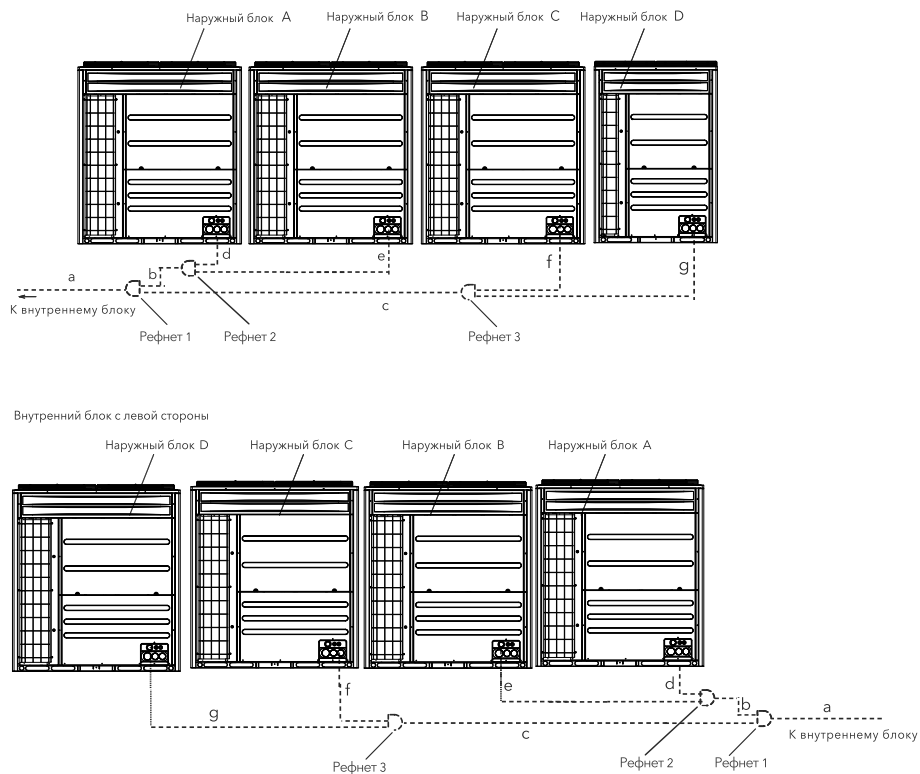 Наружный блок A
Наружный блок B
Наружный блок C
Наружный блок D
d
e
f
g
a
b
c
К внутреннему блоку
Рефнет 1
Рефнет 2
Рефнет 3
Внутренний блок с левой стороны
Наружный блок D
Наружный блок C
Наружный блок B
Наружный блок A
f
e
d
g
b
a
c
К внутреннему блоку
Рефнет 3
Рефнет 2
Рефнет 1